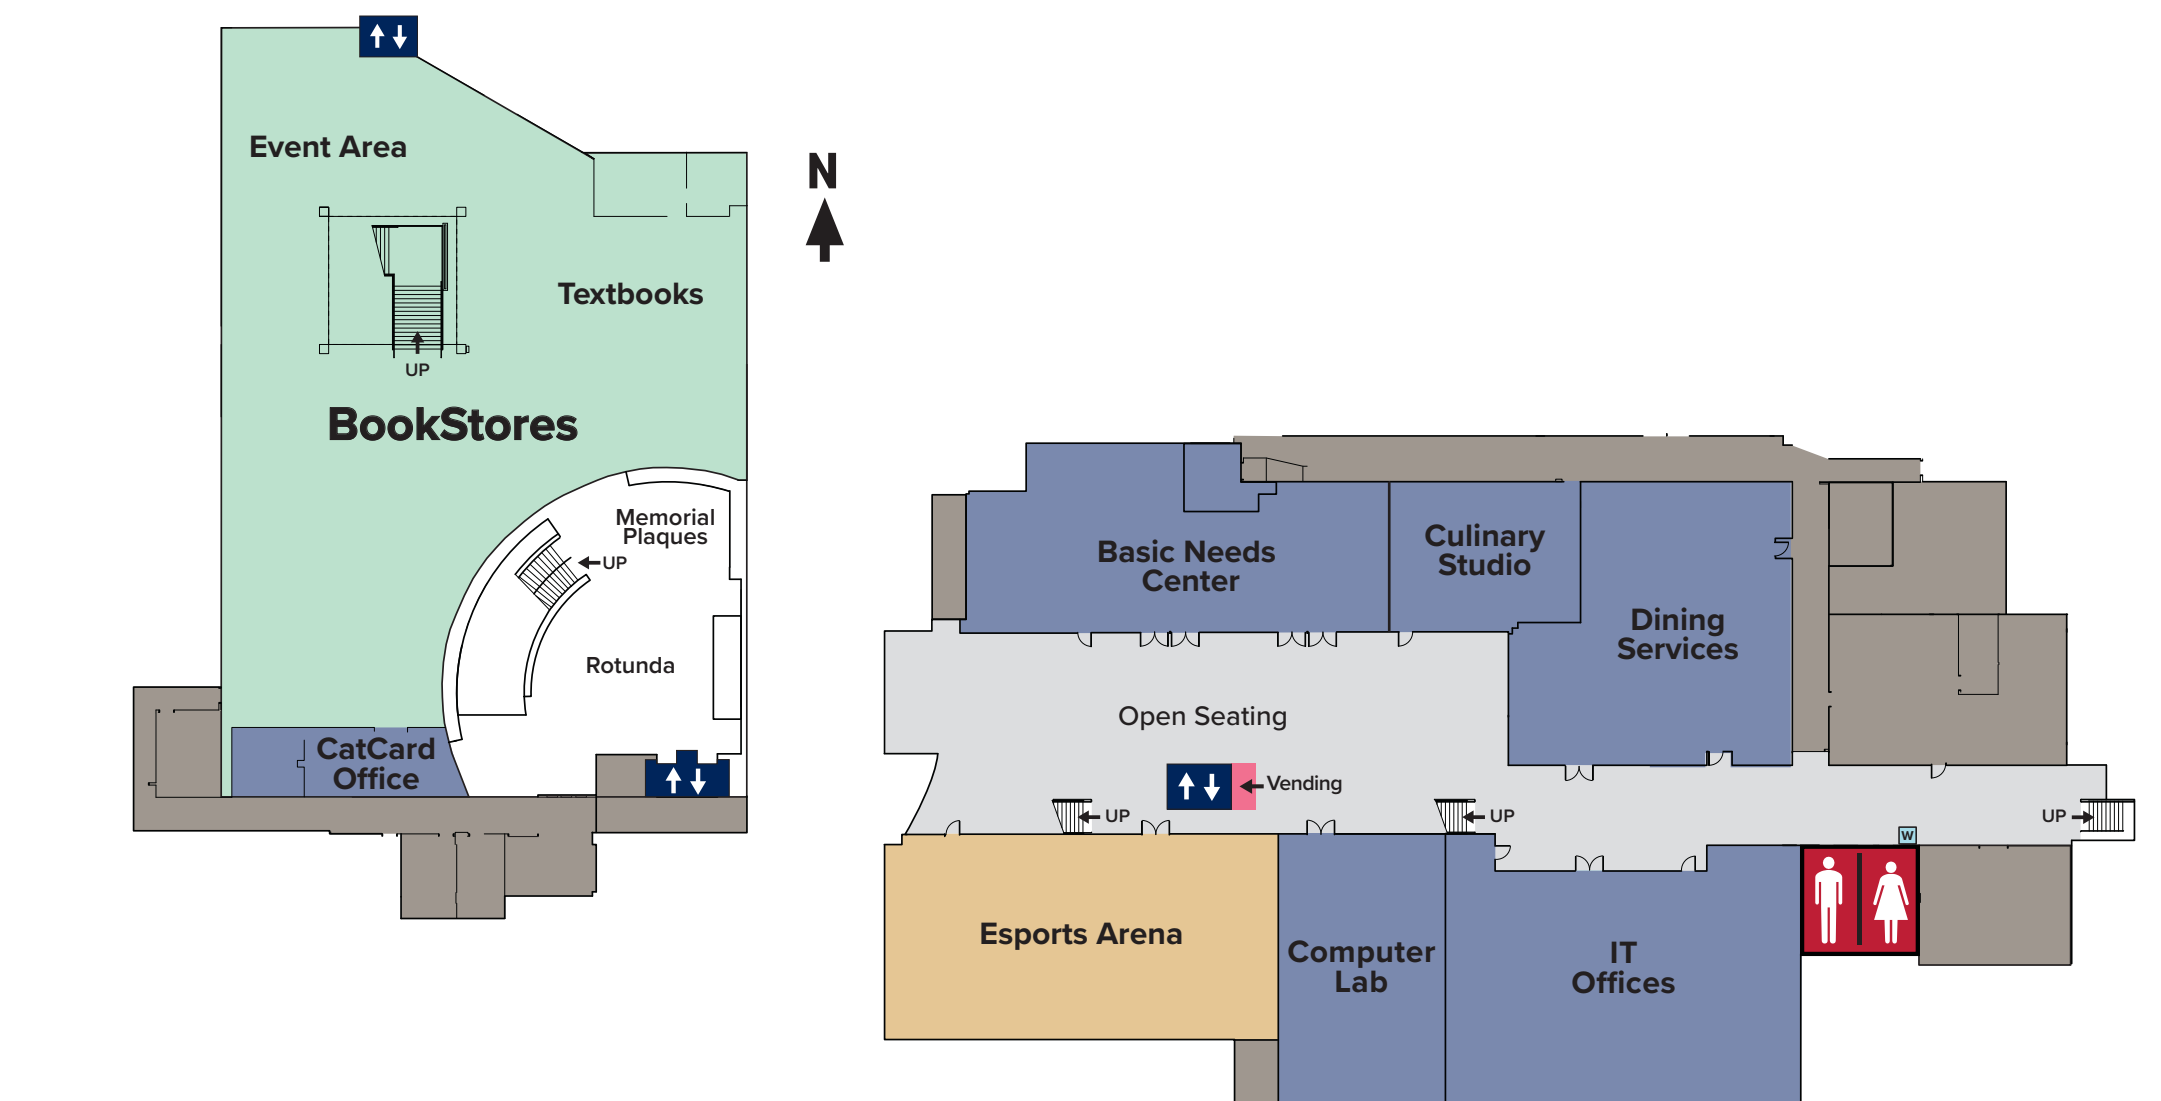 Event Area
N
Textbooks
UP
BookStores
Memorial
Plaques
UP
Rotunda
CatCard
Office
Basic Needs
Center
Culinary
Studio
Dining
Services
Open Seating
Vending
UP
UP
UP
W
Esports Arena
Computer
Lab
IT
Offices